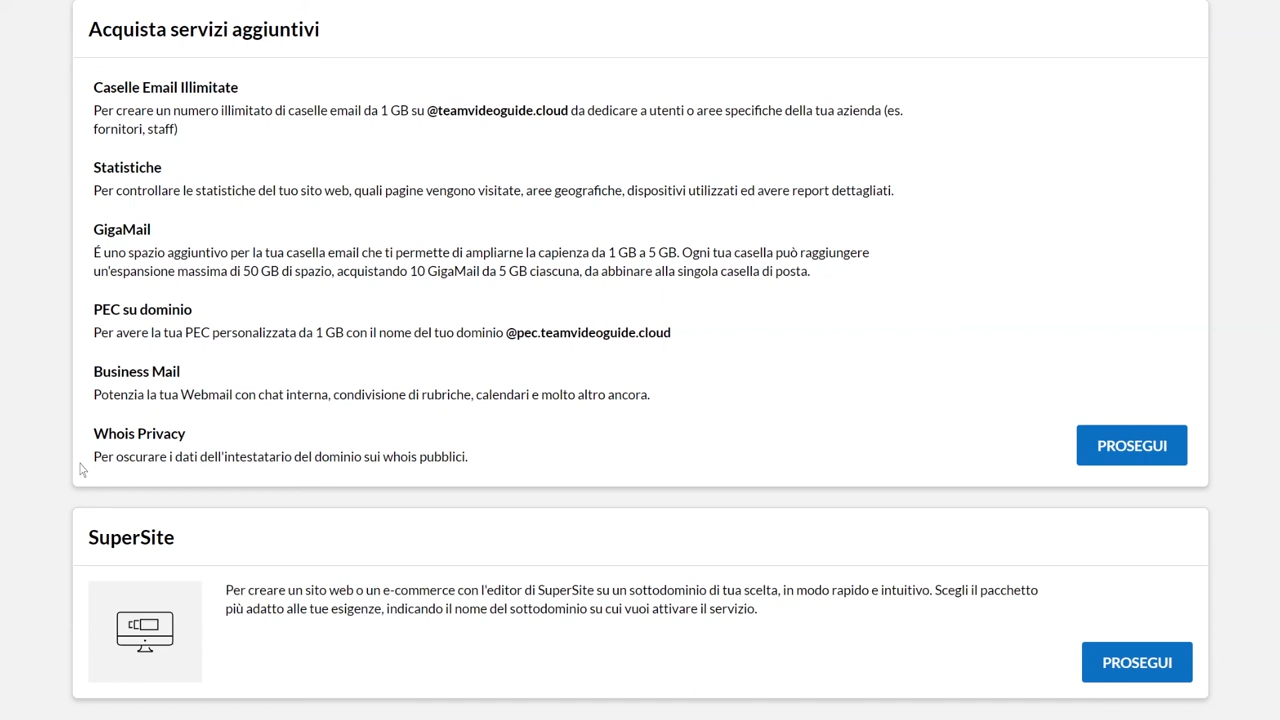 Acquista servizi aggiuntivi
Caselle Email Illimitate
Per creare un numero illimitato di caselle email da 1 GB su @teamvideoguide.cloud da dedicare a utenti o aree specifiche della tua azienda (es.
fornitori, staff)
Statistiche
Per controllare le statistiche del tuo sito web, quali pagine vengono visitate, aree geografiche, dispositivi utilizzati ed avere report dettagliati.
GigaMail
É uno spazio aggiuntivo per la tua casella email che ti permette di ampliarne la capienza da 1 GB a 5 GB. Ogni tua casella può raggiungere
un'espansione massima di 50 GB di spazio, acquistando 10 GigaMail da 5 GB ciascuna, da abbinare alla singola casella di posta.
PEC su dominio
Per avere la tua PEC personalizzata da 1 GB con il nome del tuo dominio @pec.teamvideoguide.cloud
Business Mail
Potenzia la tua Webmail con chat interna, condivisione di rubriche, calendari e molto altro ancora.
Whois Privacy
Per oscurare i dati dell'intestatario del dominio sui whois pubblici.
PROSEGUI
SuperSite
Per creare un sito web o un e-commerce con l'editor di SuperSite su un sottodominio di tua scelta, in modo rapido e intuitivo. Scegli il pacchetto
più adatto alle tue esigenze, indicando il nome del sottodominio su cui vuoi attivare il servizio.
PROSEGUI